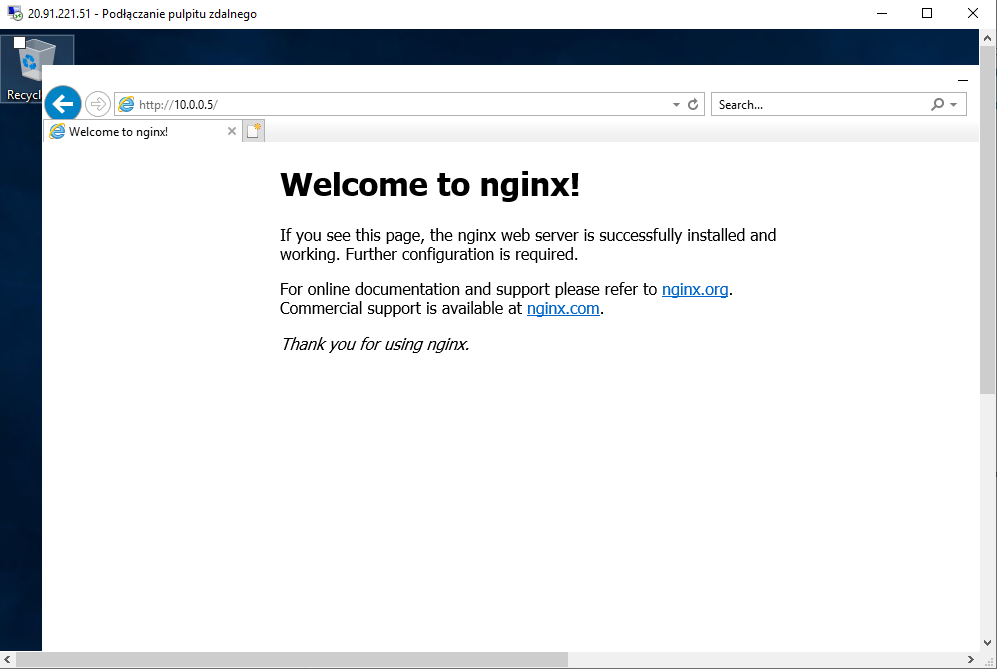 20.91.221.51 - Podłączanie pulpitu zdalnego
Recycl
http://10.0.0.5/
Search...
Welcome to nginx!
Welcome to nginx!
If you see this page, the nginx web server is successfully installed and
working. Further configuration is required.
For online documentation and support please refer to nginx.org.
Commercial support is available at nginx.com.
Thank you for using nginx.